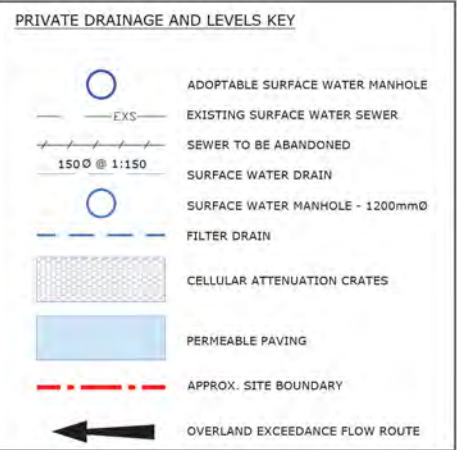 PRIVATE DRAINAGE AND LEVELS KEY
ADOPTABLE SURFACE WATER MANHOLE
EXS EXISTING SURFACE WATER SEWER
SEWER TO BE ABANDONED
150Ø @ 1:150 SURFACE WATER DRAIN
SURFACE WATER MANHOLE - 1200mmØ
FILTER DRAIN
CELLULAR ATTENUATION CRATES
PERMEABLE PAVING
APPROX. SITE BOUNDARY
OVERLAND EXCEEDANCE FLOW ROUTE